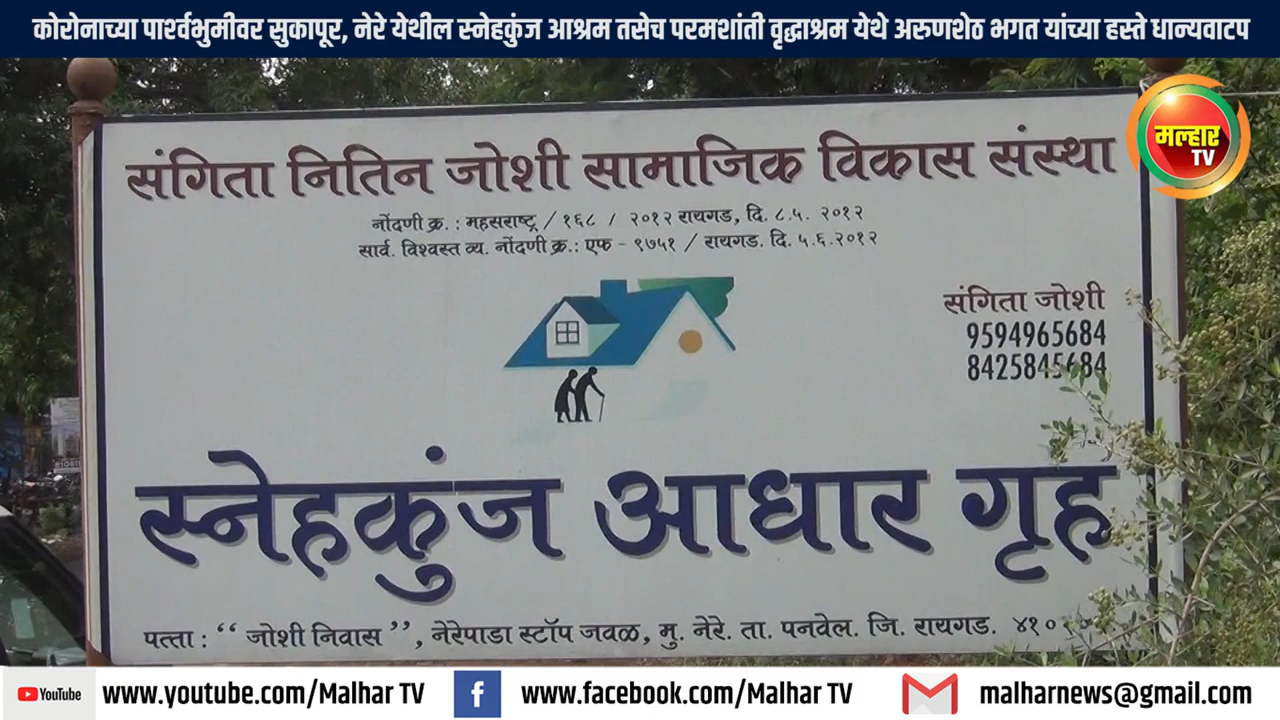 कोरोनाच्या पार्श्वभुमीवर सुकापूर, नेरे येथील स्नेहकुंज आश्रम तसेच परमशांती वृद्धाश्रम येथे अरुणशेठ भगत यांच्या हस्ते धान्यवाटप
मल्हार
TV
संगिता नितिन जोशी सामाजिक विकास संस्था
नोंदणी क्र. : महसराष्ट्र / १६८ / २०१२ रायगड, दि. ८.५. २०१२
सार्व. विश्वस्त व्य. नोंदणी क्र.: एफ - ९७५१ / रायगड. दि. ५.६.२०१२
संगिता जोशी
9594965684
8425845684
स्नेहकुंज आधार गृह
पत्ता : “ जोशी निवास ”, नेरेपाडा स्टॉप जवळ, मु. नेरे. ता. पनवेल. जि. रायगड.
YouTube www.youtube.com/Malhar TV www.facebook.com/Malhar TV malharnews@gmail.com